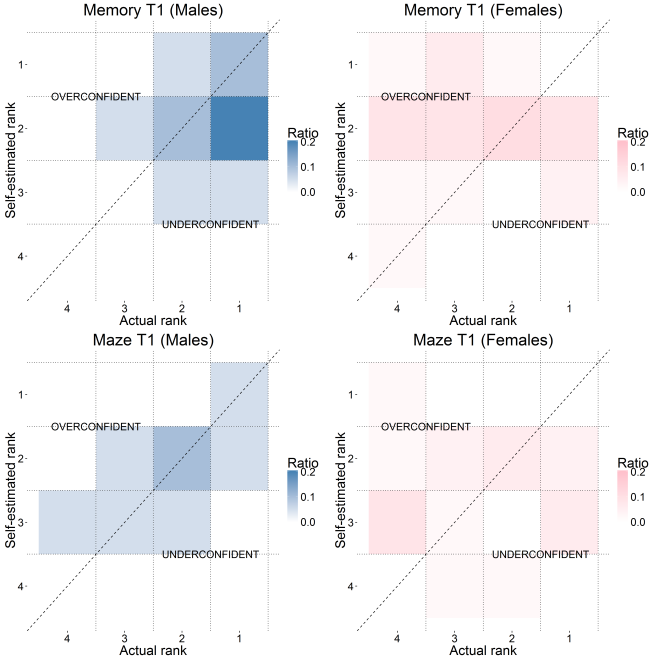 Memory T1 (Males)
Self-estimated rank
1
2
3
4
OVERCONFIDENT
UNDERCONFIDENT
4 3 2 1
Actual rank
Ratio
0.2
0.1
0.0
Memory T1 (Females)
Self-estimated rank
1
2
3
4
OVERCONFIDENT
UNDERCONFIDENT
4 3 2 1
Actual rank
Ratio
0.2
0.1
0.0
Maze T1 (Males)
Self-estimated rank
1
2
3
4
OVERCONFIDENT
UNDERCONFIDENT
4 3 2 1
Actual rank
Ratio
0.2
0.1
0.0
Maze T1 (Females)
Self-estimated rank
1
2
3
4
OVERCONFIDENT
UNDERCONFIDENT
4 3 2 1
Actual rank
Ratio
0.2
0.1
0.0